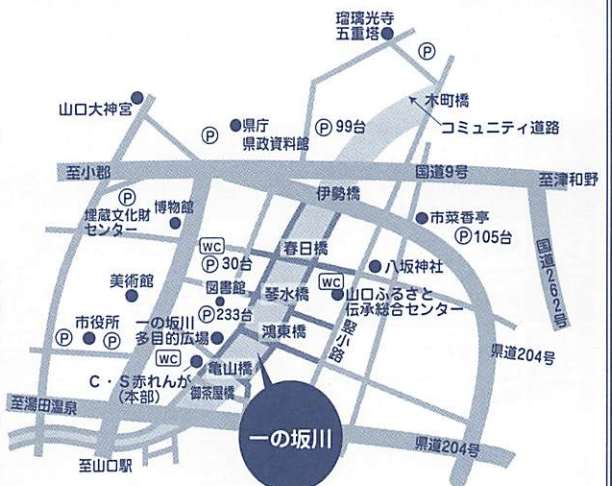 瑠璃光寺
五重塔
Ⓟ
木町橋
コミュニティ道路
山口大神宮
Ⓟ
県庁
県政資料館
Ⓟ99台
至小郡
国道9号
至津和野
伊勢橋
Ⓟ
埋蔵文化財
センター
博物館
市菜香亭
Ⓟ105台
国道262号
WC
Ⓟ30台
春日橋
八坂神社
美術館
図書館
Ⓟ233台
琴水橋
WC
山口ふるさと
伝承総合センター
竪小路
市役所
Ⓟ
Ⓟ
一の坂川
多目的広場
鴻東橋
県道204号
WC
亀山橋
C・S赤れんが
(本部)
御茶屋橋
至湯田温泉
一の坂川
県道204号
至山口駅